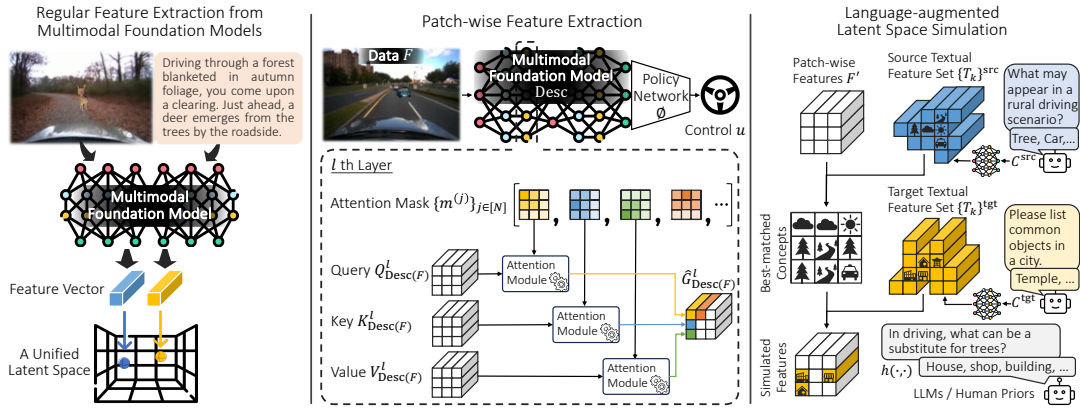 Regular Feature Extraction from
Multimodal Foundation Models
Driving through a forest
blanketed in autumn
foliage, you come upon
a clearing. Just ahead, a
deer emerges from the
trees by the roadside.
Multimodal
Foundation Model
Feature Vector
A Unified
Latent Space
Patch-wise Feature Extraction
Data F
Multimodal
Foundation Model
Desc
Policy
Network
∅
Control u
l th Layer
Attention Mask {m^(j)}_{j∈[N]}
, , , , ⋯
Query Q^l_Desc(F)
Attention
Module
Ĝ^l_Desc(F)
Key K^l_Desc(F)
Attention
Module
Value V^l_Desc(F)
Attention
Module
Language-augmented
Latent Space Simulation
Patch-wise
Features F′
Source Textual
Feature Set {T_k}^src
What may
appear in a
rural driving
scenario?
Tree, Car,...
C^src
Target Textual
Feature Set {T_k}^tgt
Please list
common
objects in
a city.
Temple, ...
C^tgt
Best-matched
Concepts
In driving, what can be a
substitute for trees?
h(·,·)
House, shop, building, ...
LLMs / Human Priors
Simulated
Features